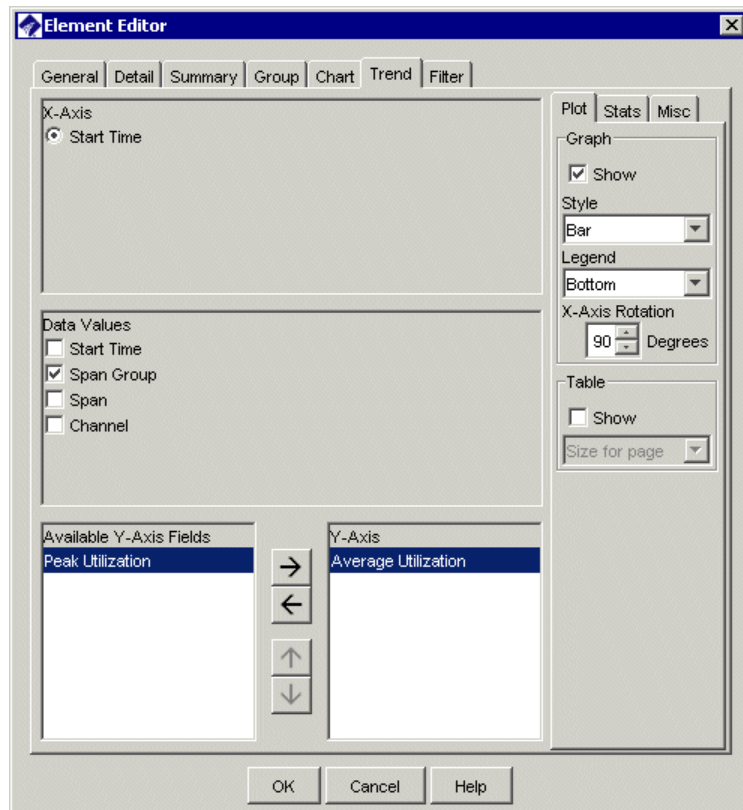 Element Editor
General Detail Summary Group Chart Trend Filter
X-Axis
Start Time
Data Values
Start Time
Span Group
Span
Channel
Available Y-Axis Fields
Peak Utilization
Y-Axis
Average Utilization
Plot Stats Misc
Graph
Show
Style
Bar
Legend
Bottom
X-Axis Rotation
90 Degrees
Table
Show
Size for page
OK Cancel Help